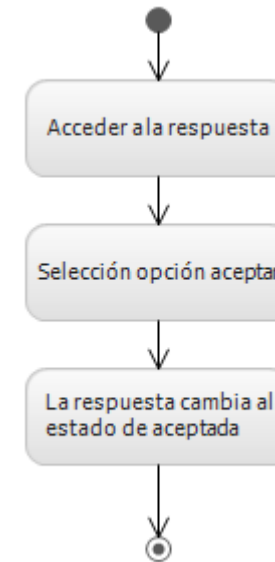 Acceder ala respuesta
Selección opción aceptar
La respuesta cambia al
estado de aceptada